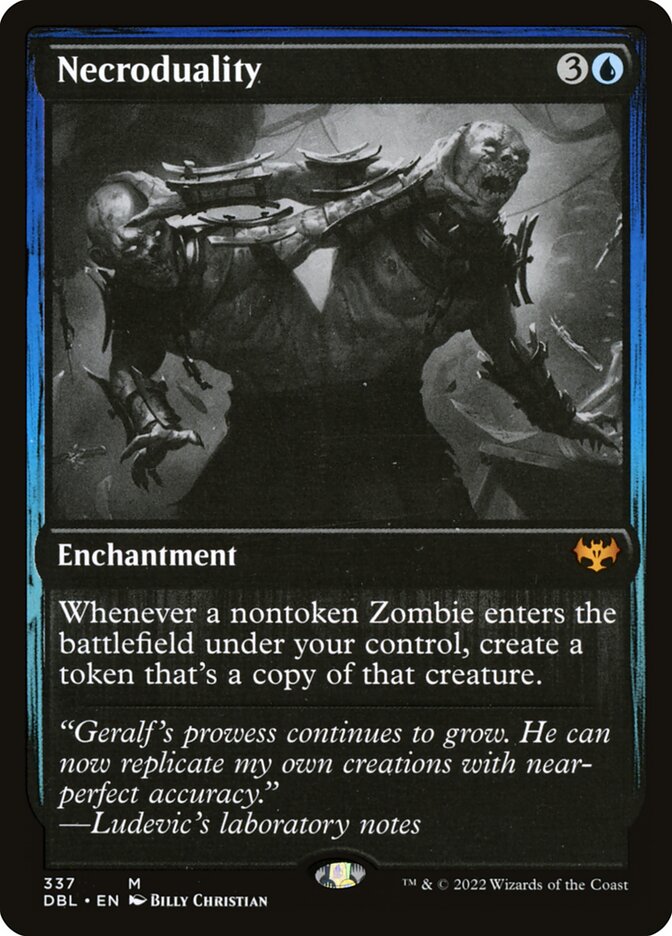 Necroduality 3
Enchantment
Whenever a nontoken Zombie enters the
battlefield under your control, create a
token that's a copy of that creature.
“Geralf's prowess continues to grow. He can
now replicate my own creations with near-
perfect accuracy.”
—Ludevic's laboratory notes
337 M
DBL • EN BILLY CHRISTIAN
™ & © 2022 Wizards of the Coast